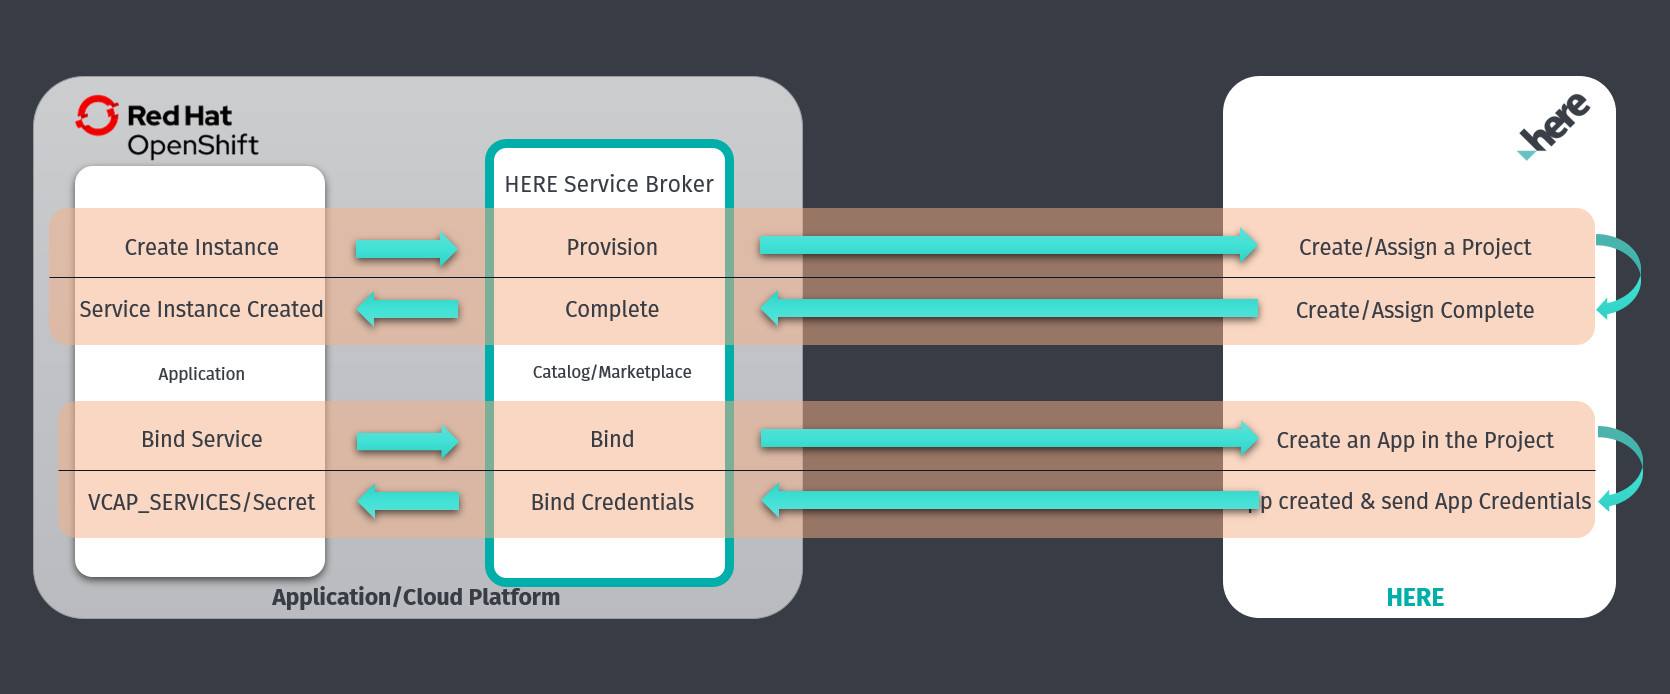 Red Hat
OpenShift
here
HERE Service Broker
Create Instance
Provision
Create/Assign a Project
Service Instance Created
Complete
Create/Assign Complete
Application
Catalog/Marketplace
Bind Service
Bind
Create an App in the Project
VCAP_SERVICES/Secret
Bind Credentials
created & send App Credentials
Application/Cloud Platform
HERE